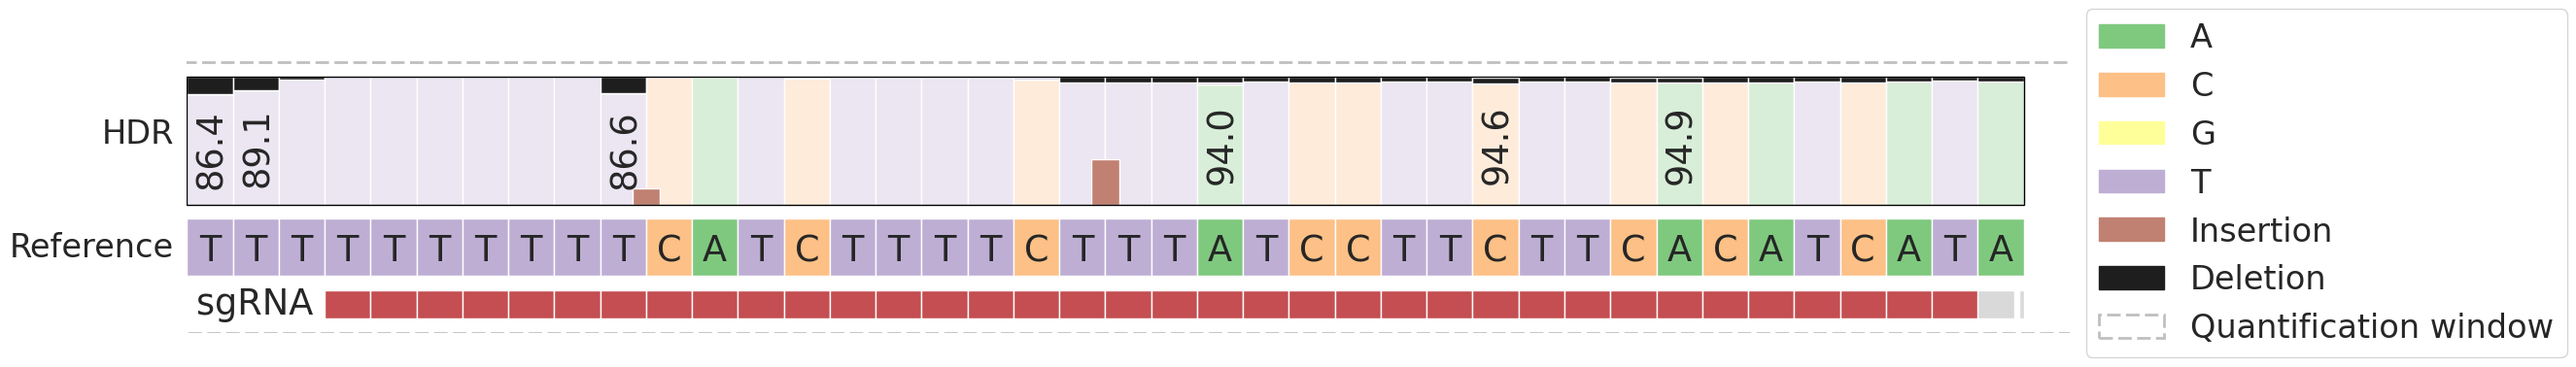 HDR 86.4 89.1 86.6 94.0 94.6 94.9
Reference T T T T T T T T T T C A T C T T T T C T T T A T C C T T C T T C A C A T C A T A
sgRNA
A
C
G
T
Insertion
Deletion
Quantification window